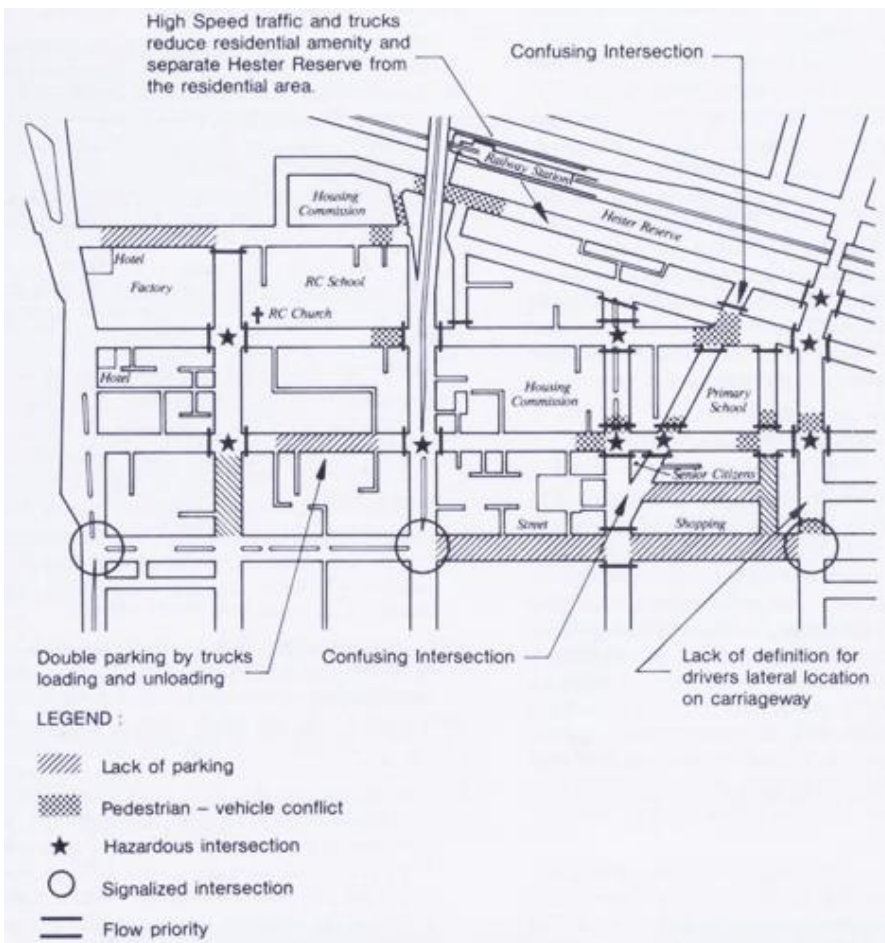 High Speed traffic and trucks
reduce residential amenity and
separate Hester Reserve from
the residential area.
Confusing Intersection
Railway Station
Housing
Commission
Hester Reserve
Hotel
Factory
RC School
RC Church
Hotel
Housing
Commission
Primary
School
Senior Citizens
Street
Shopping
Double parking by trucks
loading and unloading
Confusing Intersection
Lack of definition for
drivers lateral location
on carriageway
LEGEND :
Lack of parking
Pedestrian – vehicle conflict
Hazardous intersection
Signalized intersection
Flow priority